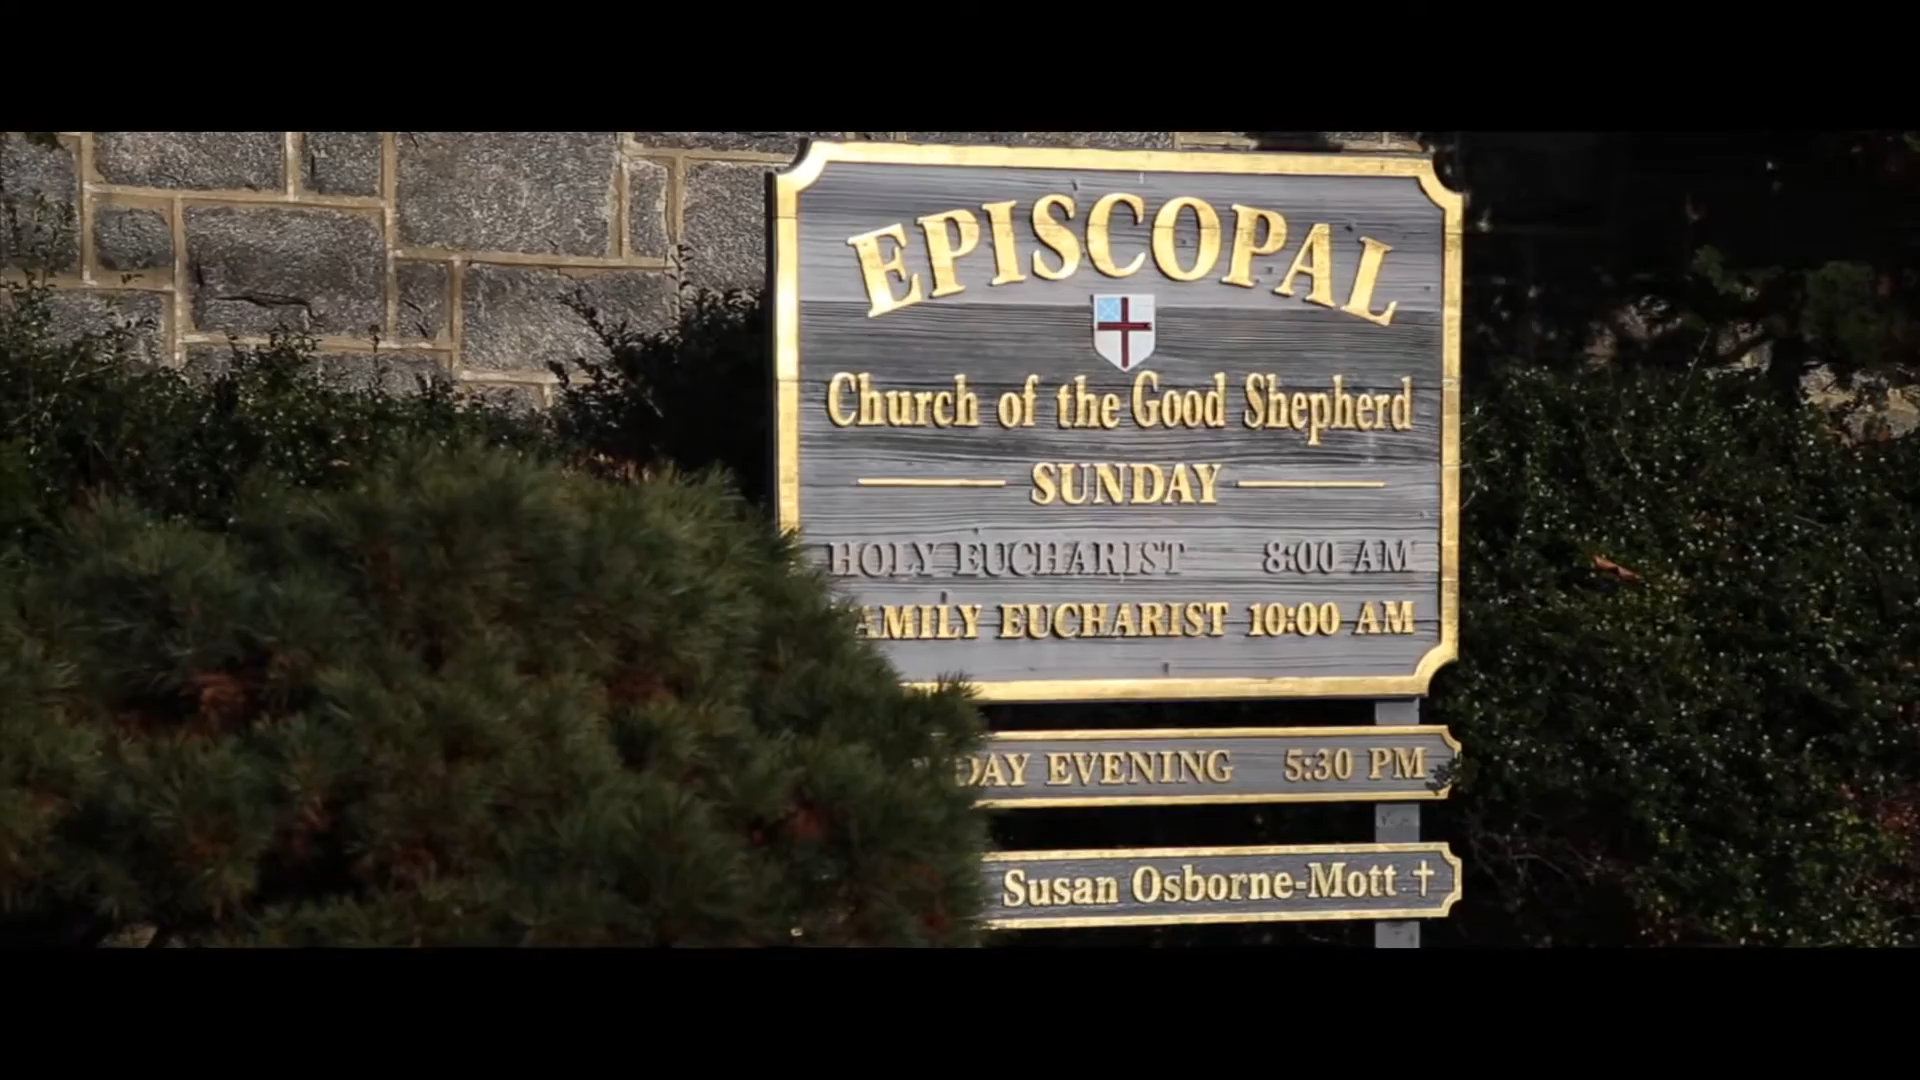 EPISCOPAL
Church of the Good Shepherd
SUNDAY
HOLY EUCHARIST 8:00 AM
EUCHARIST 10:00 AM
EVENING 5:30 PM
Susan Osborne-Mott ✝